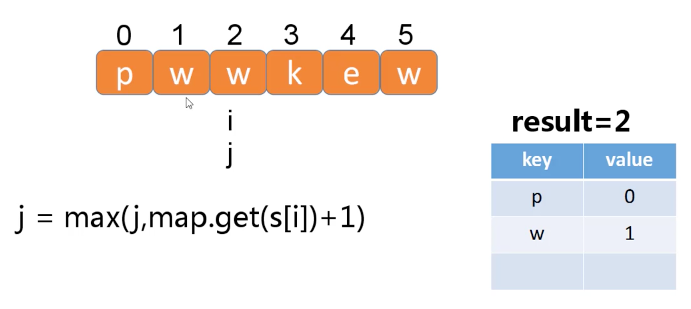 0 1 2 3 4 5
p w w k e w
i
j
result=2
key value
p 0
w 1
j = max(j,map.get(s[i])+1)